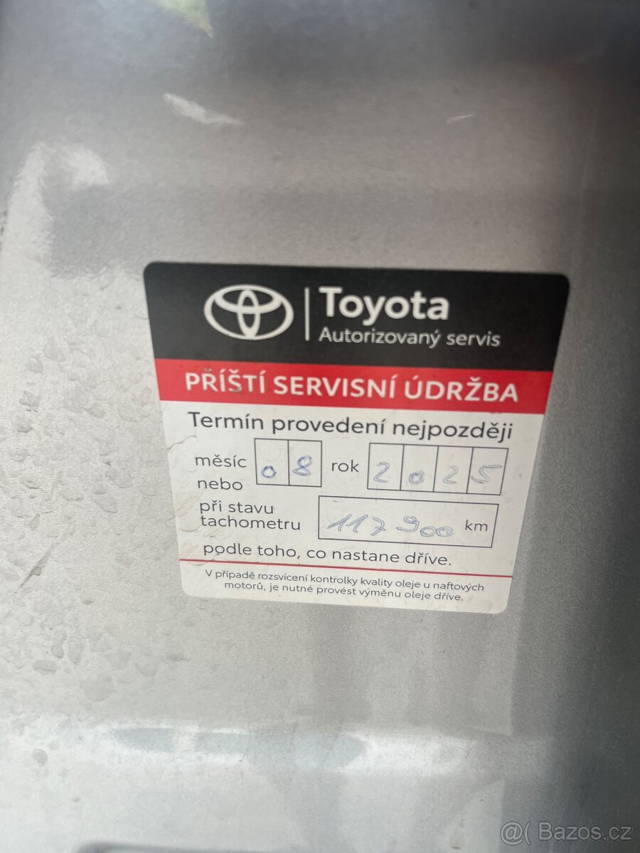 Toyota
Autorizovaný servis
PŘÍŠTÍ SERVISNÍ ÚDRŽBA
Termín provedení nejpozději
měsíc 08 rok 2025
nebo
při stavu
tachometru 117 900 km
podle toho, co nastane dříve.
V případě rozsvícení kontrolky kvality oleje u naftových
motorů, je nutné provést výměnu oleje dříve.
@( Bazos.cz